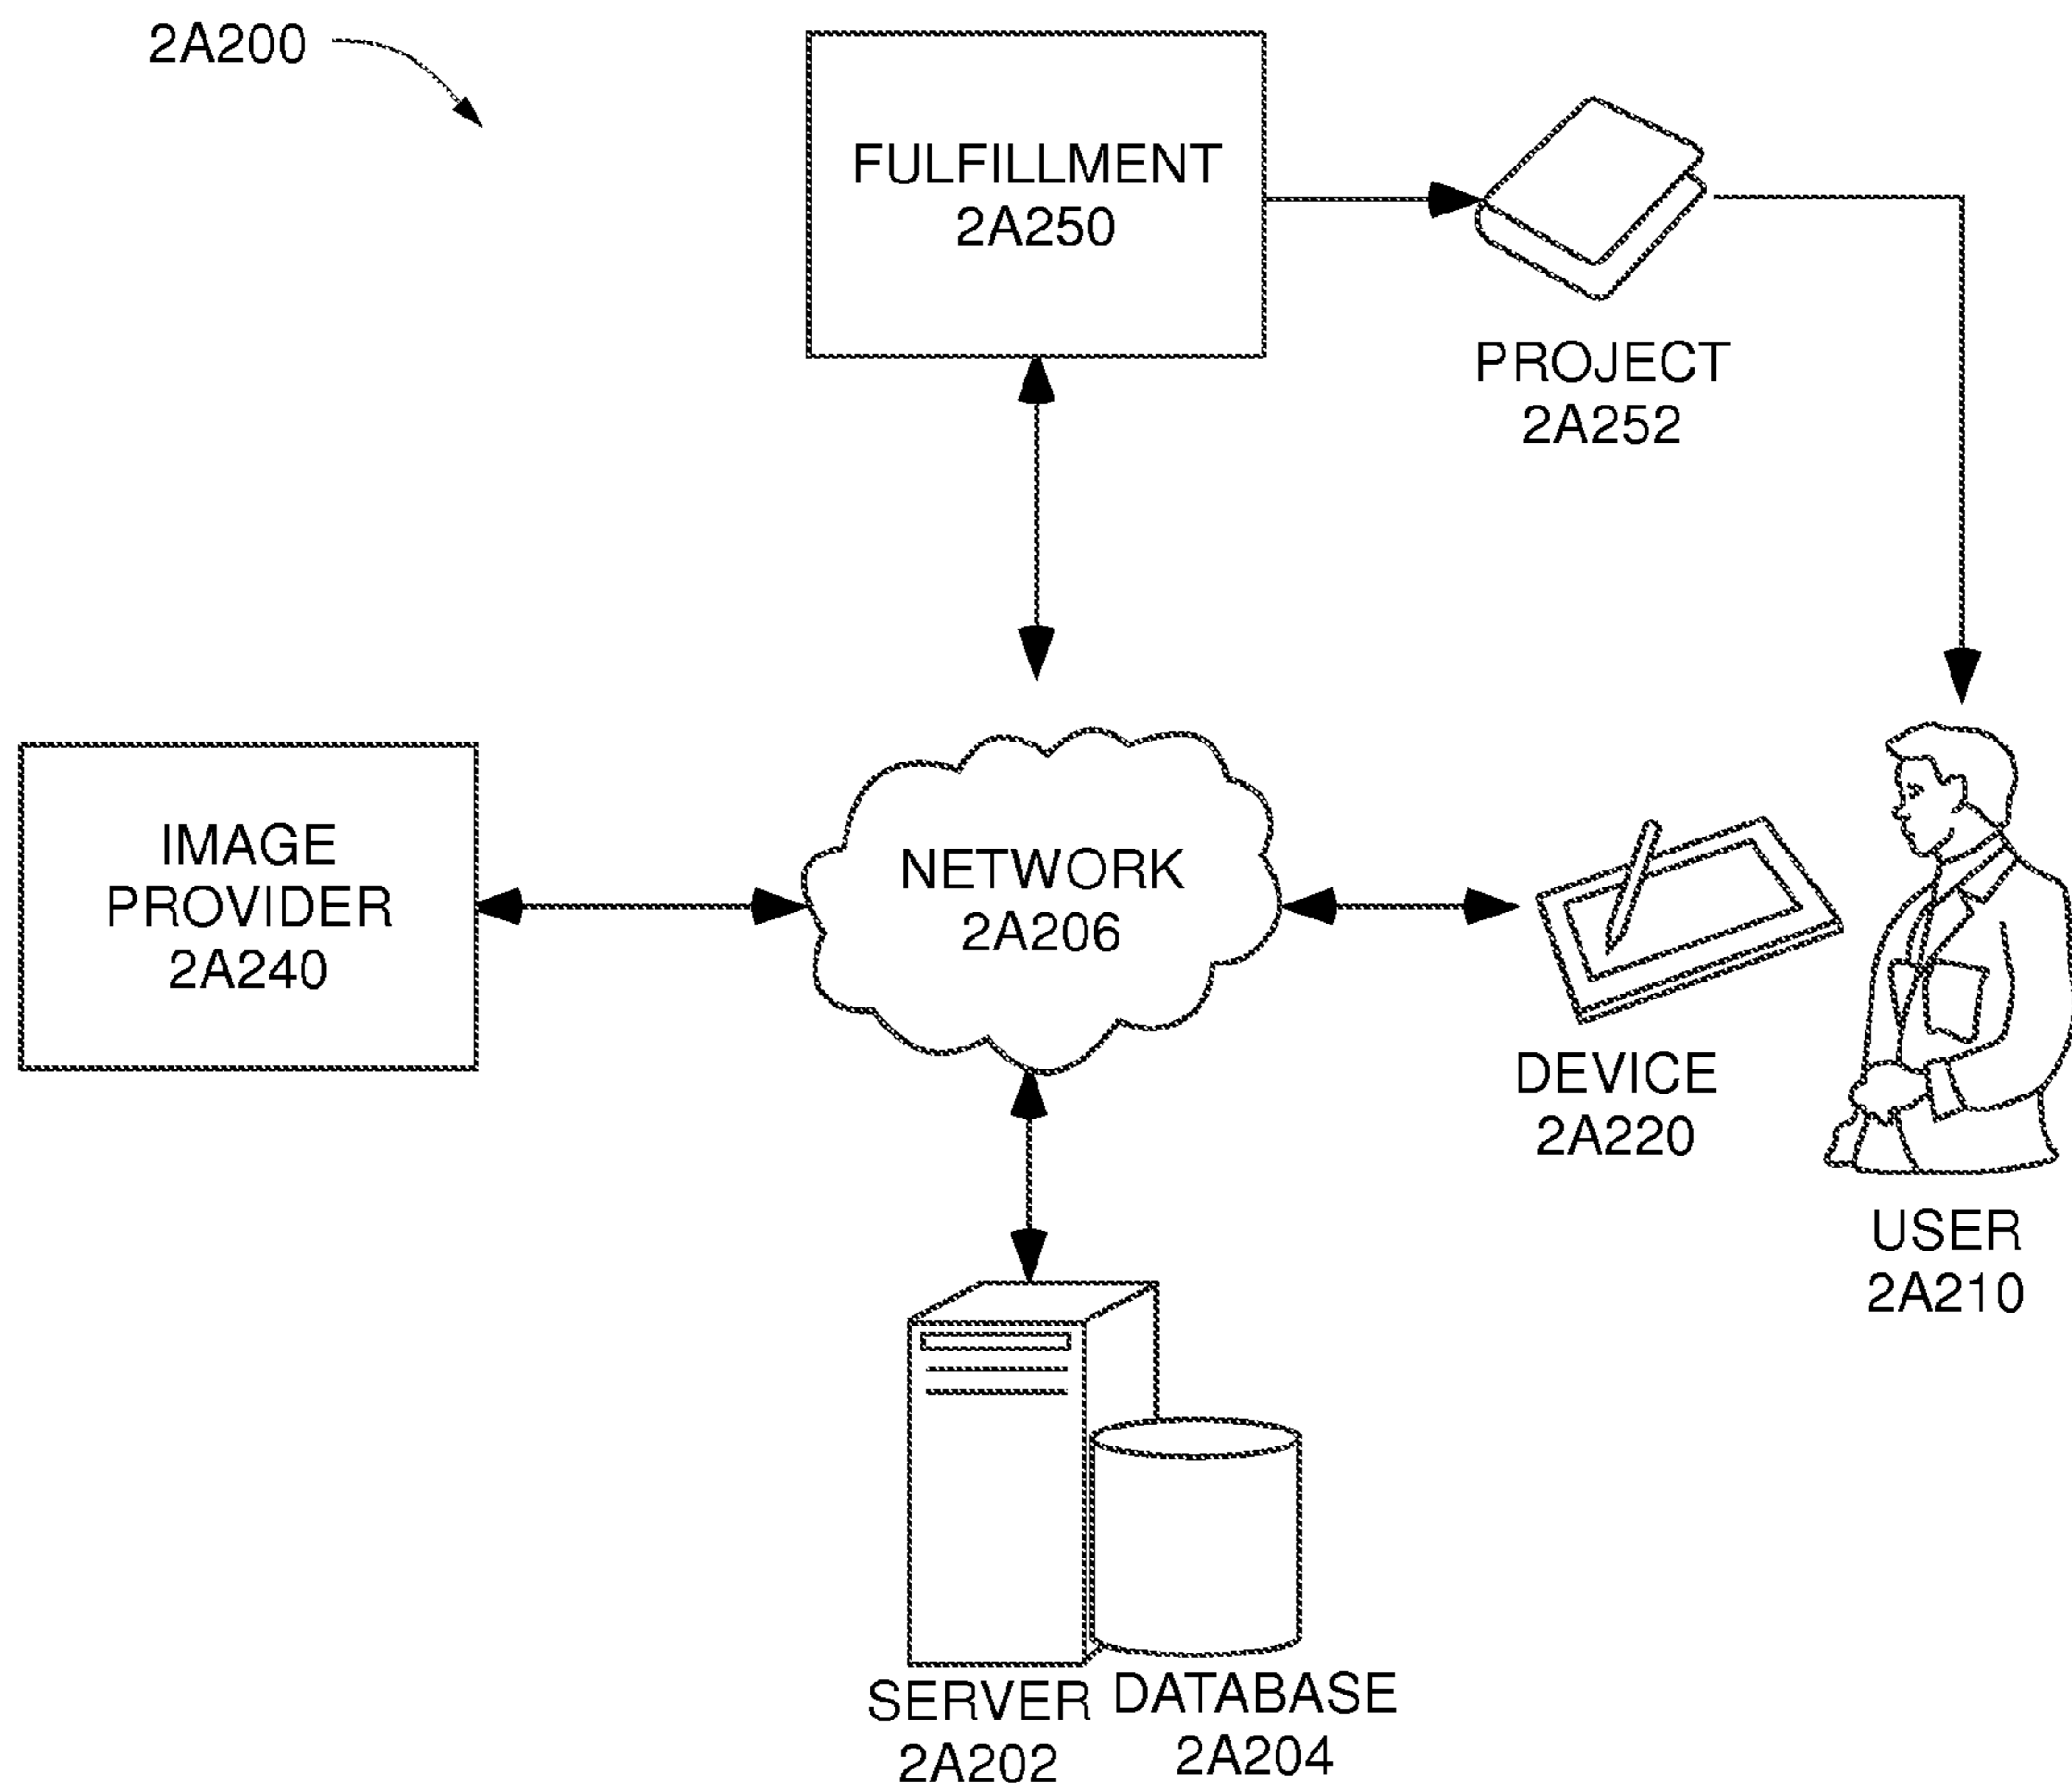 2A200
FULFILLMENT
2A250
PROJECT
2A252
IMAGE
PROVIDER
2A240
NETWORK
2A206
DEVICE
2A220
USER
2A210
SERVER
2A202
DATABASE
2A204